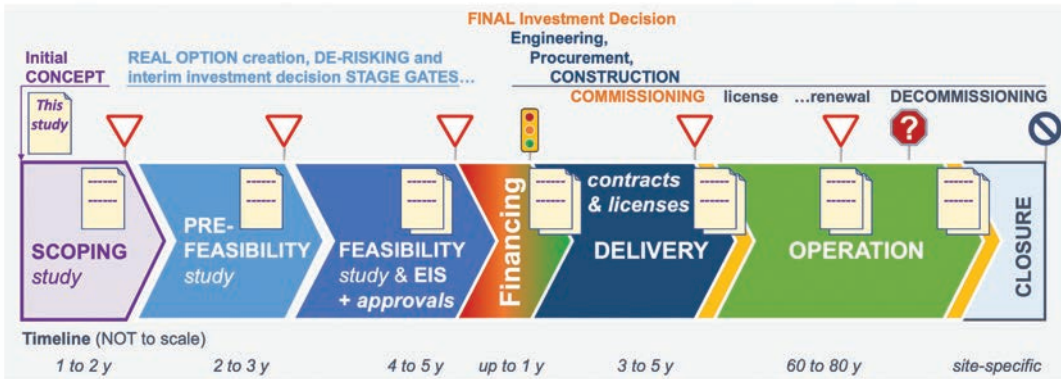 FINAL Investment Decision
Initial
CONCEPT
REAL OPTION creation, DE-RISKING and
interim investment decision STAGE GATES...
Engineering,
Procurement,
CONSTRUCTION
COMMISSIONING license ...renewal DECOMMISSIONING
This
study
?
SCOPING
study
PRE-
FEASIBILITY
study
FEASIBILITY
study & EIS
+ approvals
Financing
contracts
& licenses
DELIVERY
OPERATION
CLOSURE
Timeline (NOT to scale)
1 to 2 y 2 to 3 y 4 to 5 y up to 1 y 3 to 5 y 60 to 80 y site-specific